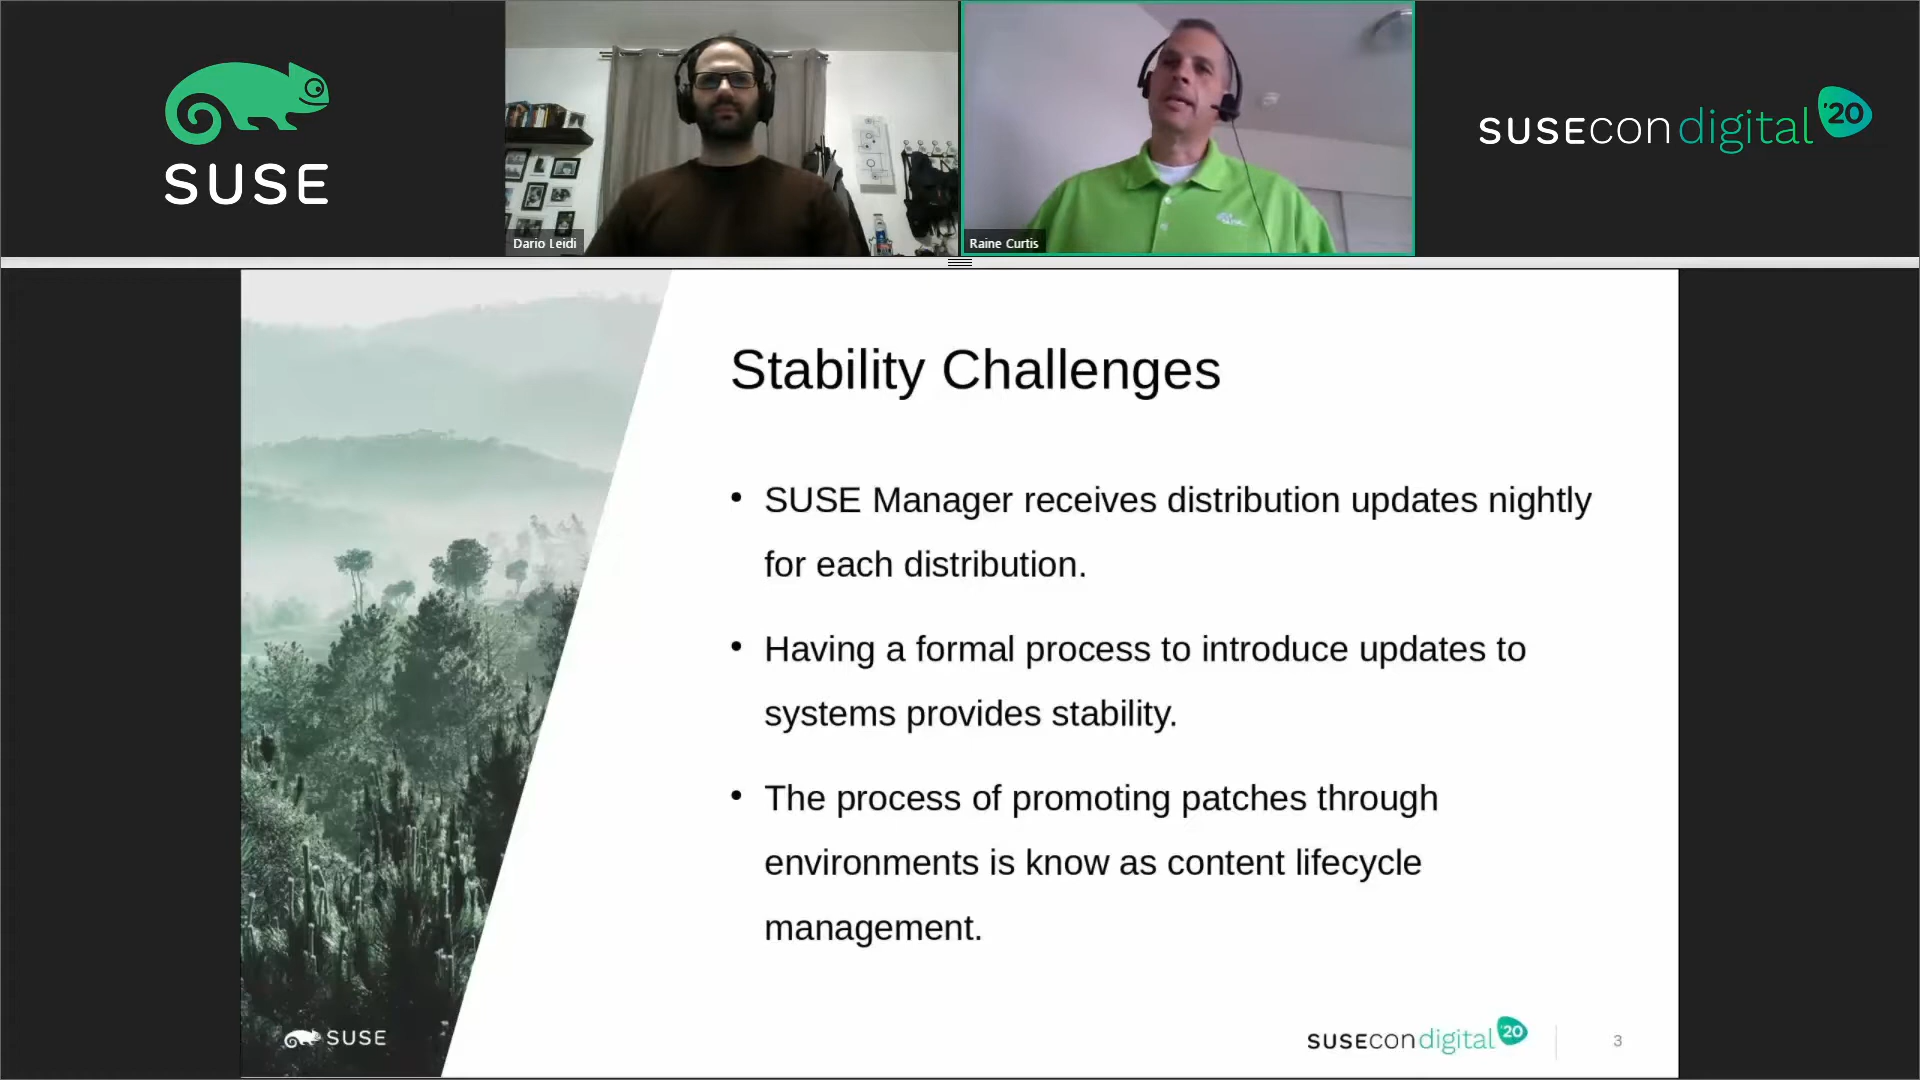 SUSE
Dario Leidi
Raine Curtis
SUSEcon digital '20
Stability Challenges
• SUSE Manager receives distribution updates nightly
for each distribution.
• Having a formal process to introduce updates to
systems provides stability.
• The process of promoting patches through
environments is know as content lifecycle
management.
SUSE
SUSEcon digital '20
3